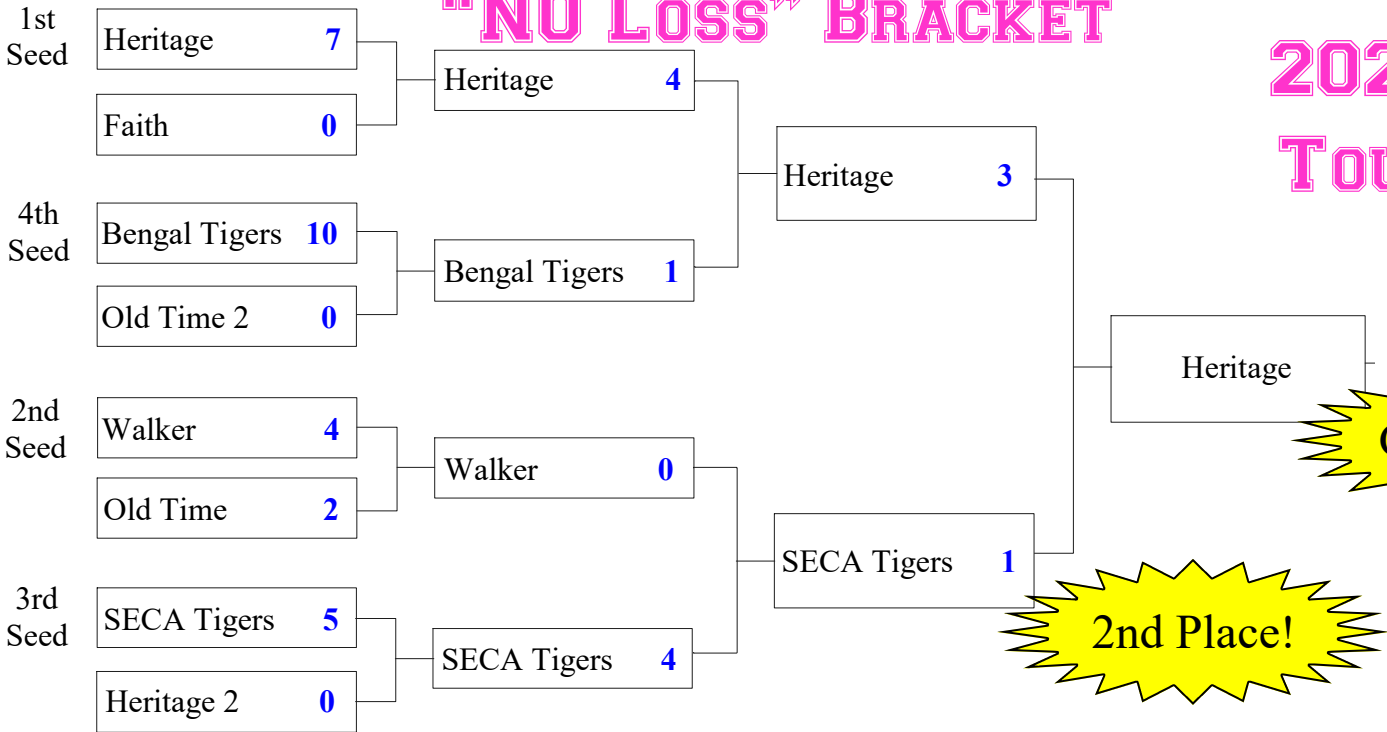 "No Loss" Bracket
1st
Seed
Heritage 7
Faith 0
4th
Seed
Bengal Tigers 10
Old Time 2 0
2nd
Seed
Walker 4
Old Time 2
3rd
Seed
SECA Tigers 5
Heritage 2 0
Heritage 4
Bengal Tigers 1
Walker 0
SECA Tigers 4
Heritage 3
SECA Tigers 1
Heritage
2nd Place!